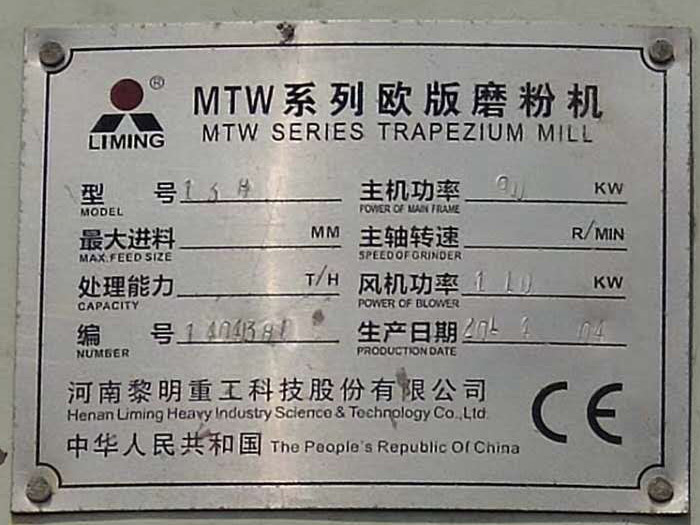 ®
LIMING
MTW系列欧版磨粉机
MTW SERIES TRAPEZIUM MILL
型 号
MODEL
主机功率 90 KW
POWER OF MAIN FRAME
最大进料 MM
MAX.FEED SIZE
主轴转速 R/MIN
SPEED OF GRINDER
处理能力 T/H
CAPACITY
风机功率 110 KW
POWER OF BLOWER
编 号
NUMBER
生产日期
PRODUCTION DATE
河南黎明重工科技股份有限公司
Henan Liming Heavy Industry Science & Technology Co.,Ltd.
中华人民共和国 The People's Republic Of China
CE